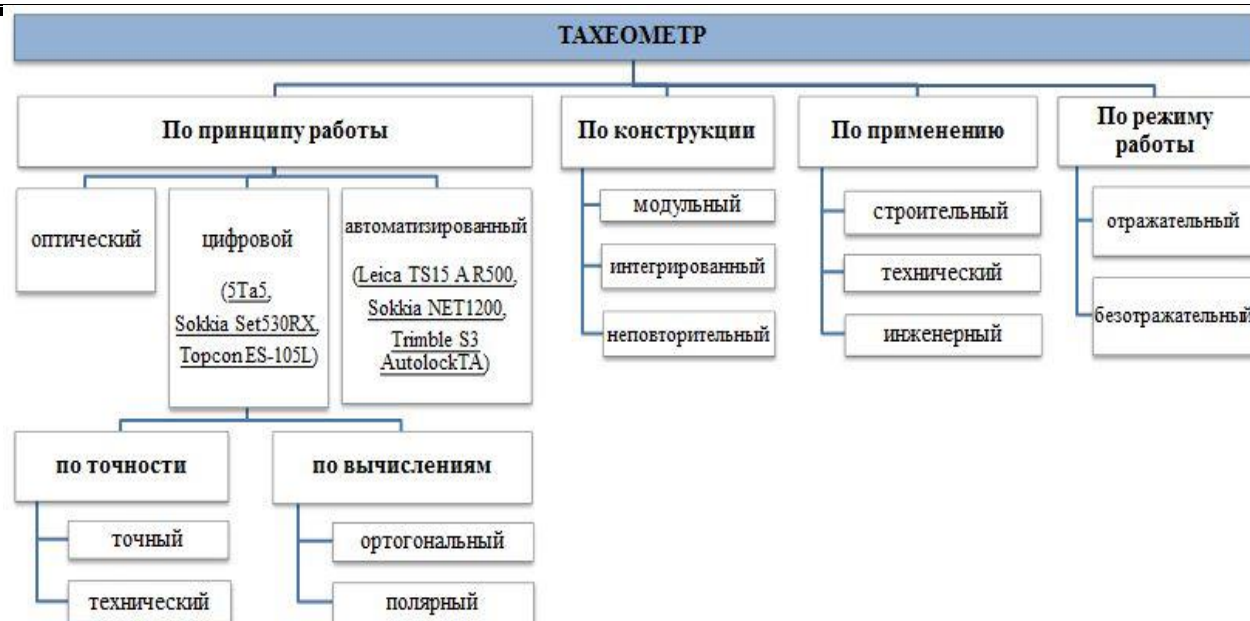 ТАХЕОМЕТР
По принципу работы
оптический
цифровой
(5Та5,
Sokkia Set530RX,
Topcon ES-105L)
автоматизированный
(Leica TS15 A R500,
Sokkia NET1200,
Trimble S3
AutolockTA)
по точности
точный
технический
по вычислениям
ортогональный
полярный
По конструкции
модульный
интегрированный
неповторительный
По применению
строительный
технический
инженерный
По режиму
работы
отражательный
безотражательный